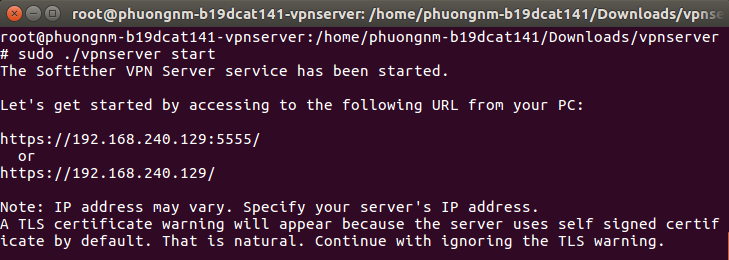 root@phuongnm-b19dcat141-vpnserver: /home/phuongnm-b19dcat141/Downloads/vpnse
root@phuongnm-b19dcat141-vpnserver:/home/phuongnm-b19dcat141/Downloads/vpnserver
# sudo ./vpnserver start
The SoftEther VPN Server service has been started.
Let's get started by accessing to the following URL from your PC:
https://192.168.240.129:5555/
or
https://192.168.240.129/
Note: IP address may vary. Specify your server's IP address.
A TLS certificate warning will appear because the server uses self signed certif
icate by default. That is natural. Continue with ignoring the TLS warning.